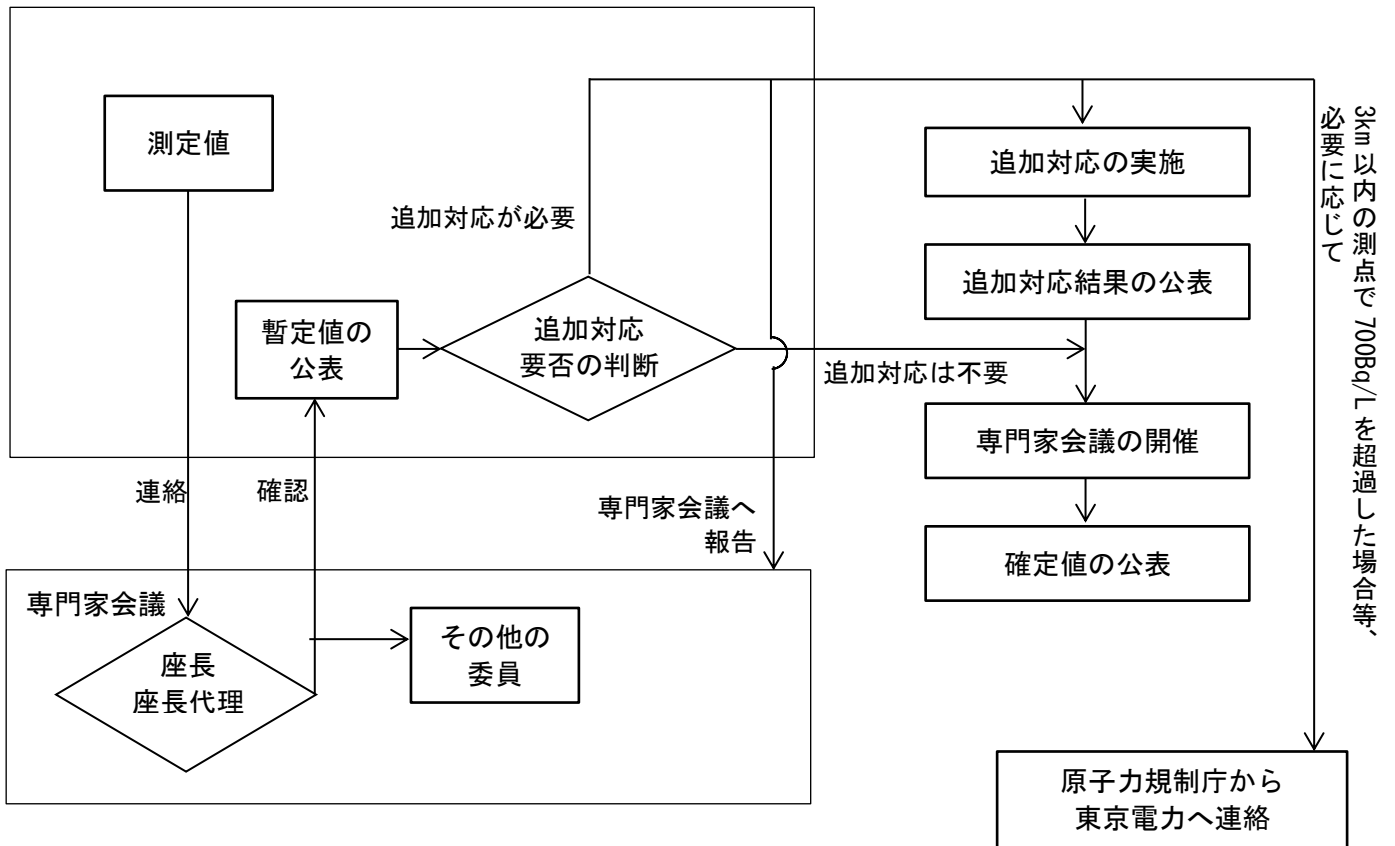 測定値
追加対応が必要
暫定値の
公表
追加対応
要否の判断
追加対応は不要
連絡
確認
専門家会議へ
報告
専門家会議
座長
座長代理
その他の
委員
追加対応の実施
追加対応結果の公表
専門家会議の開催
確定値の公表
3km 以内の測点で 700Bq/L を超過した場合等、
必要に応じて
原子力規制庁から
東京電力へ連絡